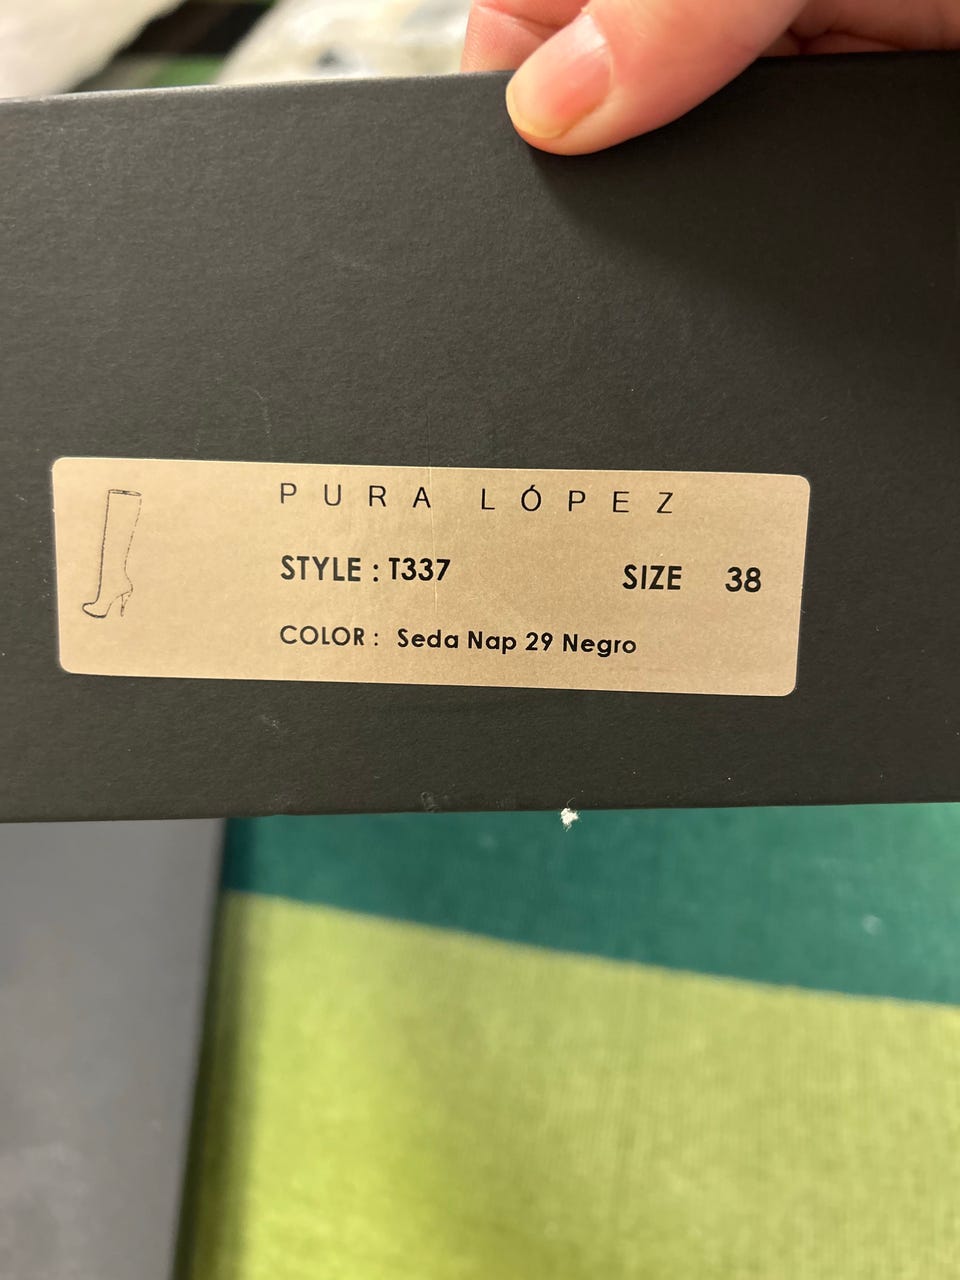 PURA LÓPEZ
STYLE : T337 SIZE 38
COLOR : Seda Nap 29 Negro